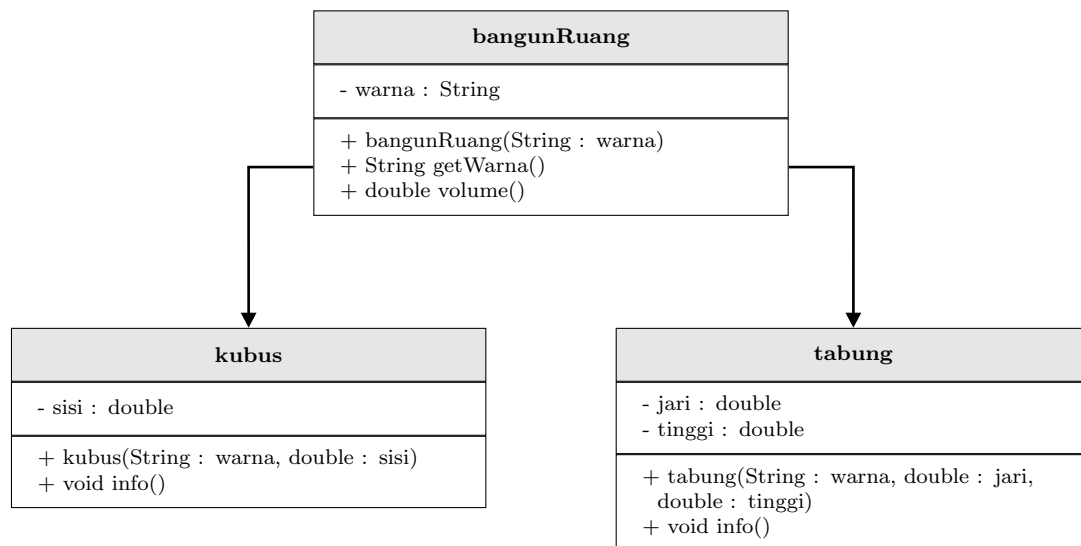 bangunRuang
- warna : String
+ bangunRuang(String : warna)
+ String getWarna()
+ double volume()
kubus
- sisi : double
+ kubus(String : warna, double : sisi)
+ void info()
tabung
- jari : double
- tinggi : double
+ tabung(String : warna, double : jari,
double : tinggi)
+ void info()